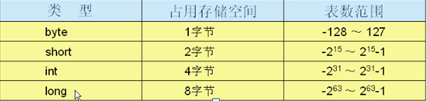 类 型 占用存储空间 表数范围
byte 1字节 -128 ~ 127
short 2字节 -2¹⁵ ~ 2¹⁵-1
int 4字节 -2³¹ ~ 2³¹-1
long 8字节 -2⁶³ ~ 2⁶³-1